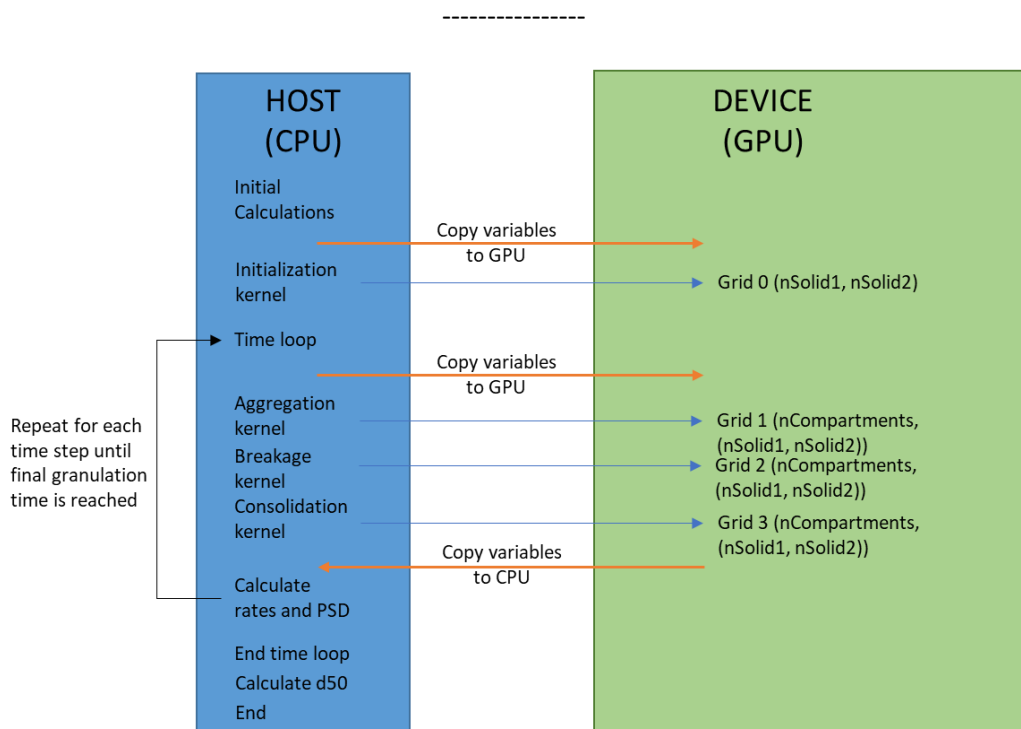 ----------------
HOST
(CPU)
DEVICE
(GPU)
Initial
Calculations
Copy variables
to GPU
Initialization
kernel
Grid 0 (nSolid1, nSolid2)
Time loop
Copy variables
to GPU
Repeat for each
time step until
final granulation
time is reached
Aggregation
kernel
Grid 1 (nCompartments,
(nSolid1, nSolid2))
Breakage
kernel
Grid 2 (nCompartments,
(nSolid1, nSolid2))
Consolidation
kernel
Grid 3 (nCompartments,
(nSolid1, nSolid2))
Copy variables
to CPU
Calculate
rates and PSD
End time loop
Calculate d50
End